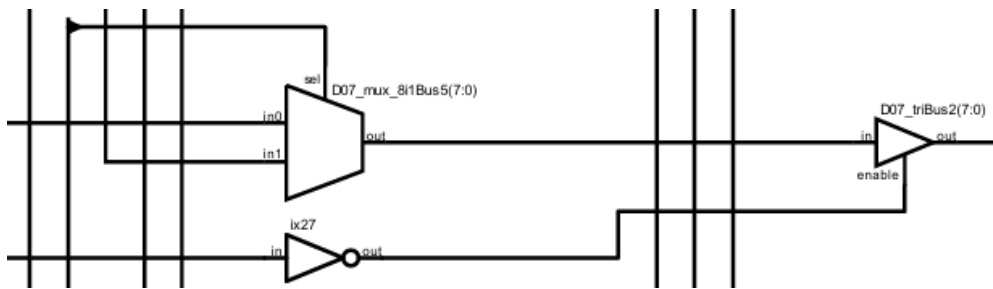 sel
D07_mux_8i1Bus5(7:0)
in0
out
in1
D07_triBus2(7:0)
in
out
enable
ix27
in
out